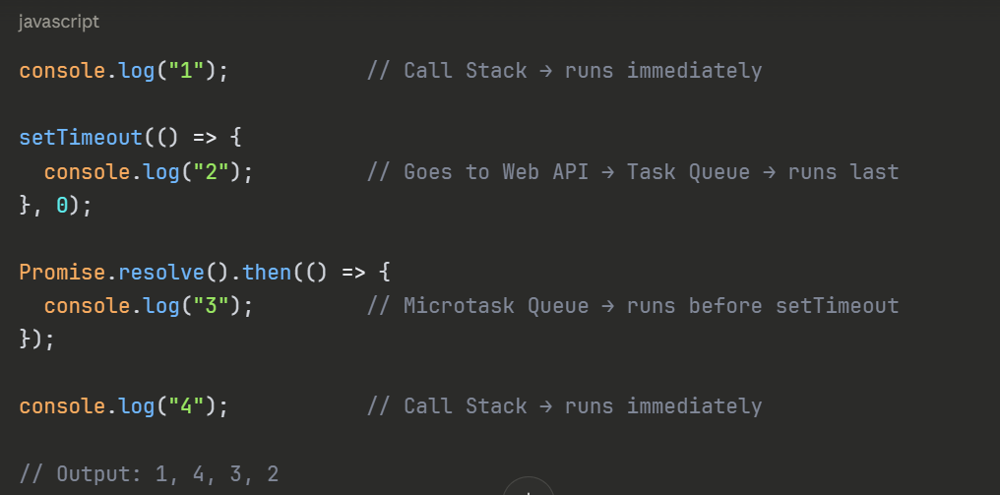 javascript
console.log("1");           // Call Stack → runs immediately
setTimeout(() => {
  console.log("2");         // Goes to Web API → Task Queue → runs last
}, 0);
Promise.resolve().then(() => {
  console.log("3");         // Microtask Queue → runs before setTimeout
});
console.log("4");           // Call Stack → runs immediately
// Output: 1, 4, 3, 2